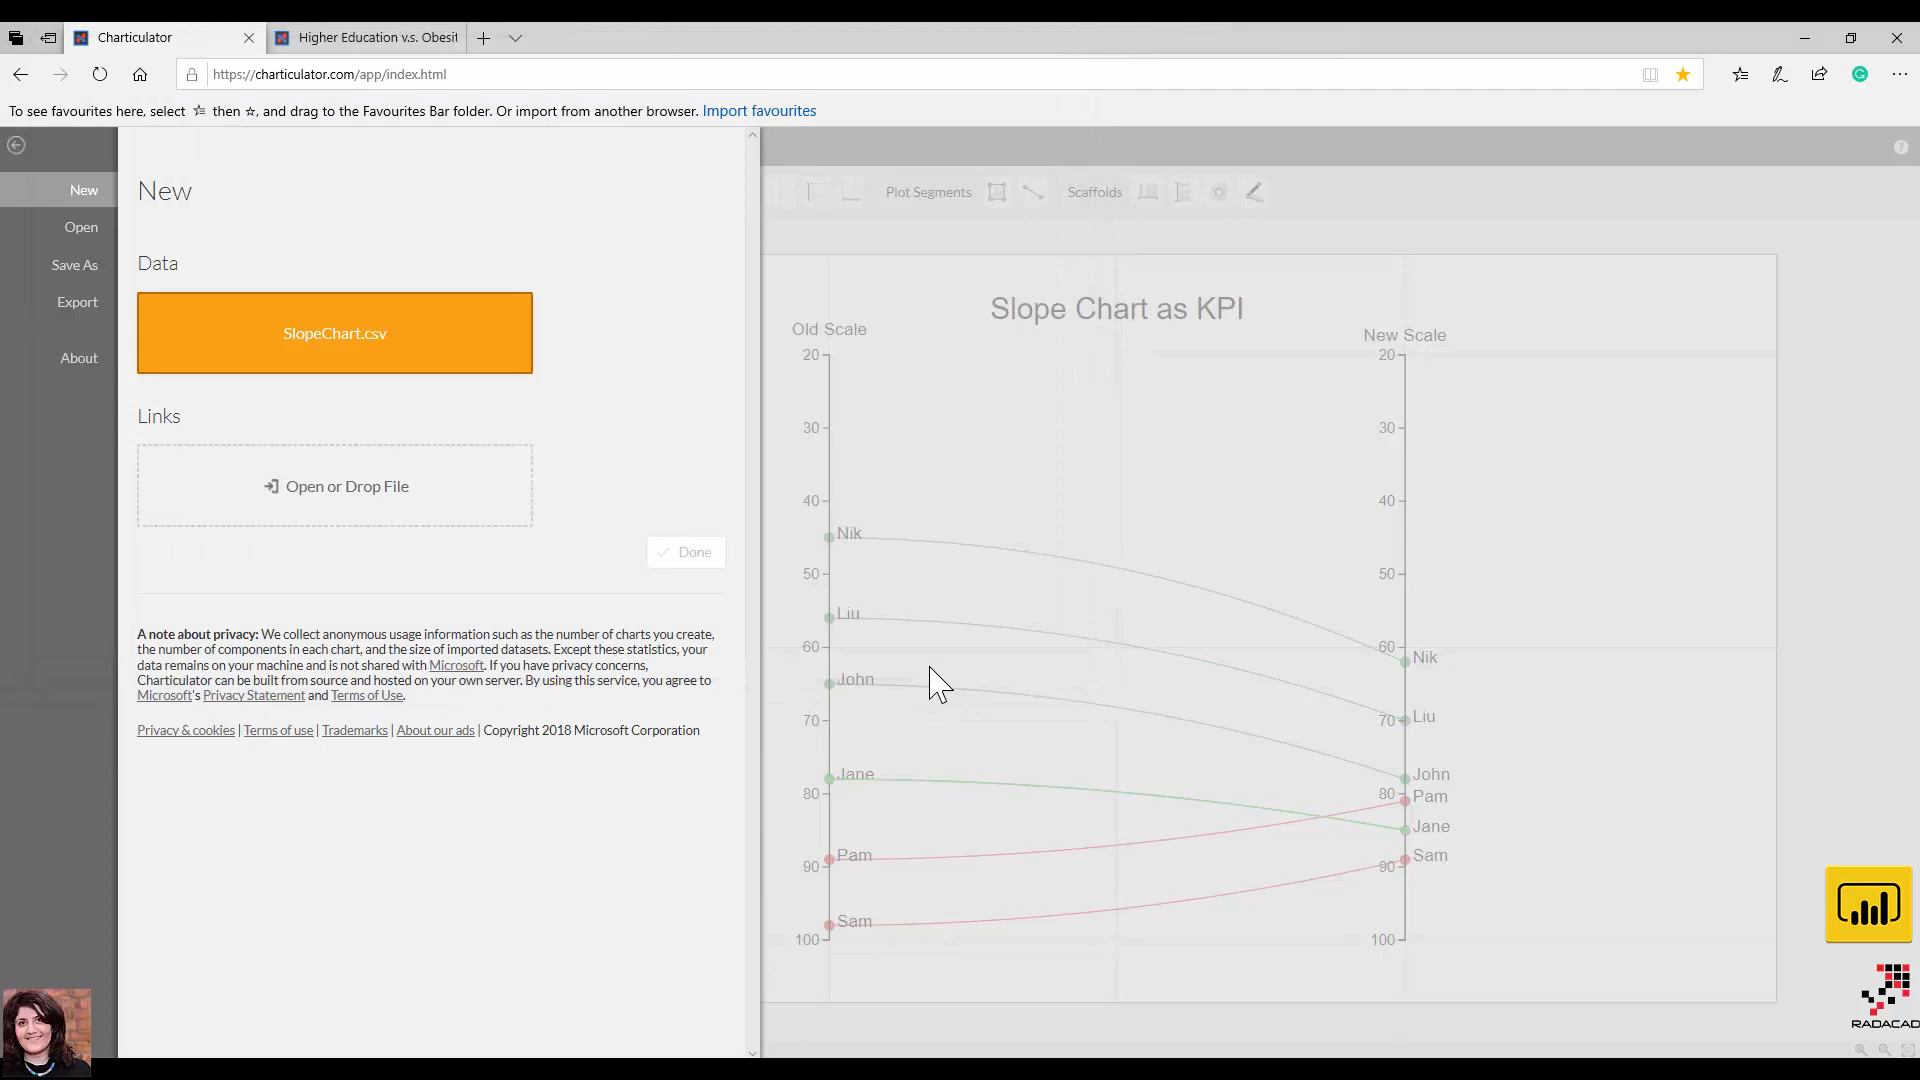 Charticulator
Higher Education v.s. Obesit
https://charticulator.com/app/index.html
To see favourites here, select then, and drag to the Favourites Bar folder. Or import from another browser. Import favourites
New
Open
Save As
Export
About
New
Data
SlopeChart.csv
Links
Open or Drop File
Done
A note about privacy: We collect anonymous usage information such as the number of charts you create,
the number of components in each chart, and the size of imported datasets. Except these statistics, your
data remains on your machine and is not shared with Microsoft. If you have privacy concerns,
Charticulator can be built from source and hosted on your own server. By using this service, you agree to
Microsoft's Privacy Statement and Terms of Use.
Privacy & cookies | Terms of use | Trademarks | About our ads | Copyright 2018 Microsoft Corporation
Plot Segments
Scaffolds
Slope Chart as KPI
Old Scale
20
30
40
Nik
50
Liu
60
John
70
Jane
80
Pam
90
Sam
100
New Scale
20
30
40
50
60
Nik
70
Liu
John
80
Pam
Jane
Sam
90
100
RADACAD